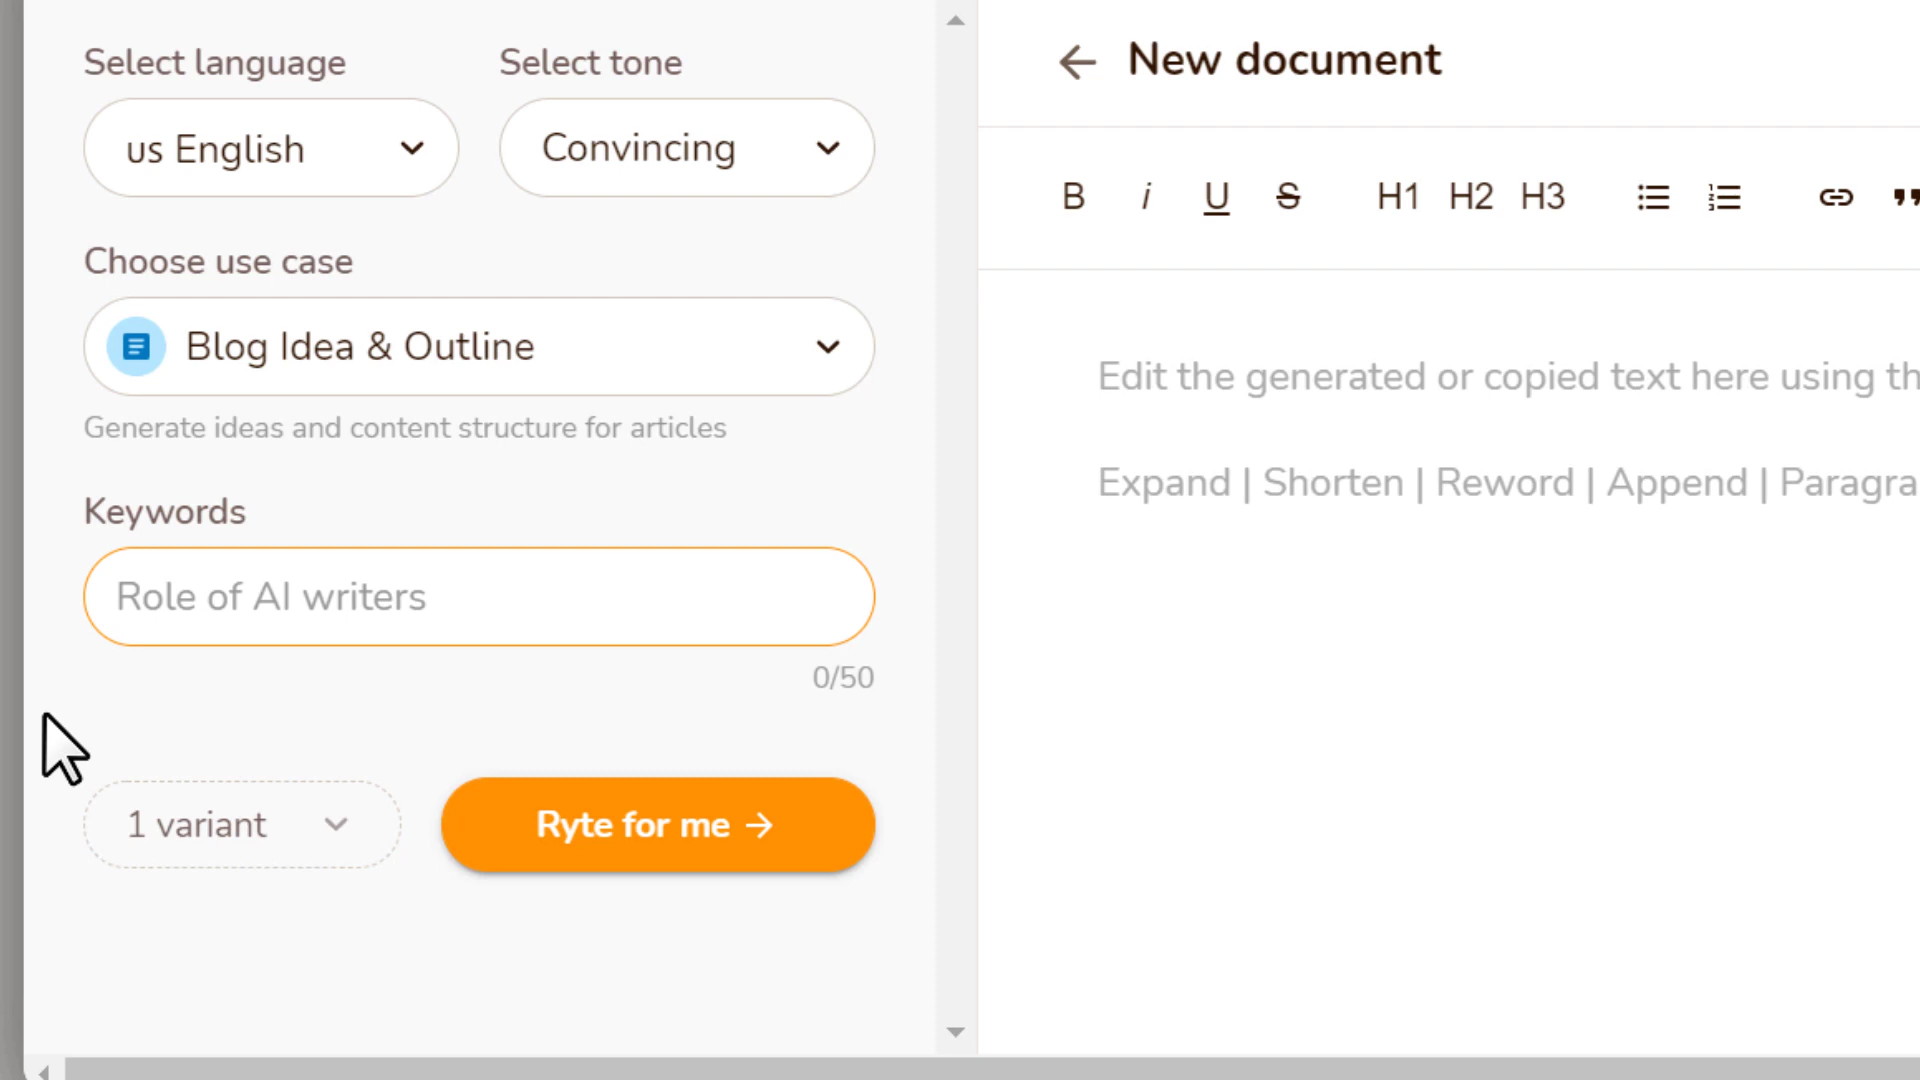 Select language
Select tone
us English
Convincing
Choose use case
Blog Idea & Outline
Generate ideas and content structure for articles
Keywords
Role of AI writers
0/50
1 variant
Ryte for me →
← New document
B i U S H1 H2 H3
Edit the generated or copied text here using th
Expand | Shorten | Reword | Append | Paragra